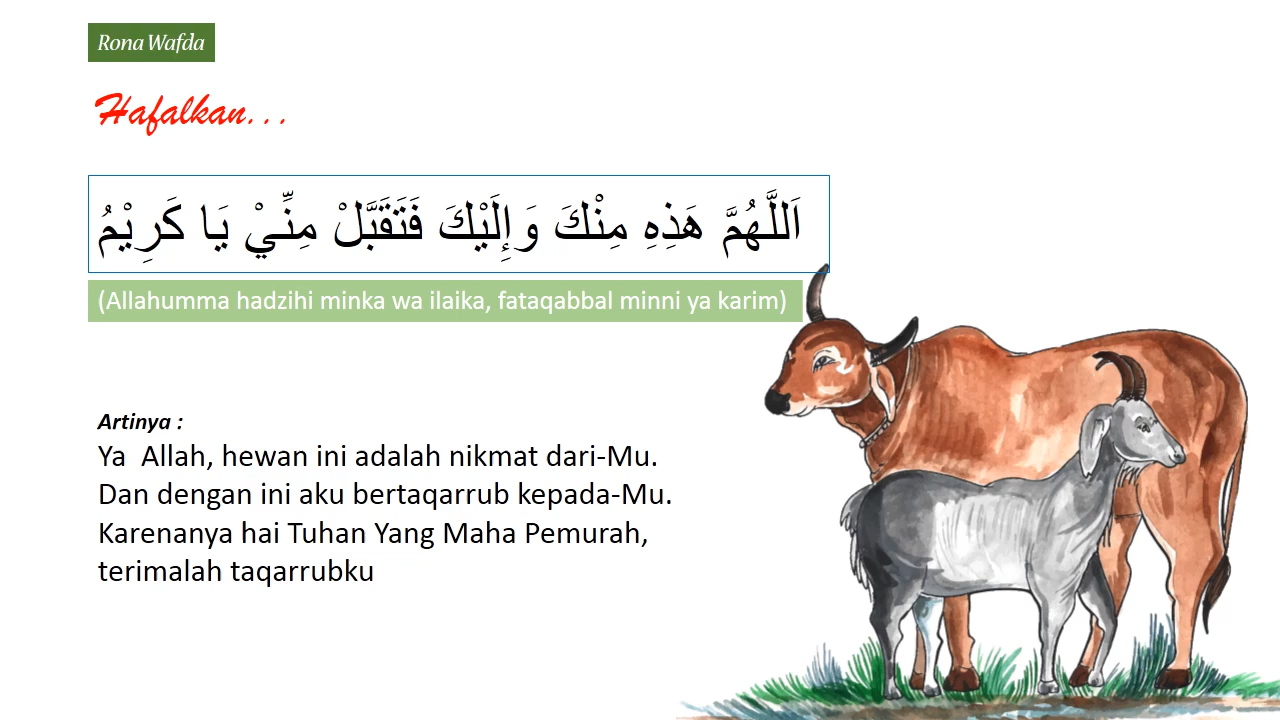 Rona Wafda
Hafalkan...
اَللَّهُمَّ هَذِهِ مِنْكَ وَإِلَيْكَ فَتَقَبَّلْ مِنِّيْ يَا كَرِيْمُ
(Allahumma hadzihi minka wa ilaika, fataqabbal minni ya karim)
Artinya :
Ya Allah, hewan ini adalah nikmat dari-Mu.
Dan dengan ini aku bertaqarrub kepada-Mu.
Karenanya hai Tuhan Yang Maha Pemurah,
terimalah taqarrubku